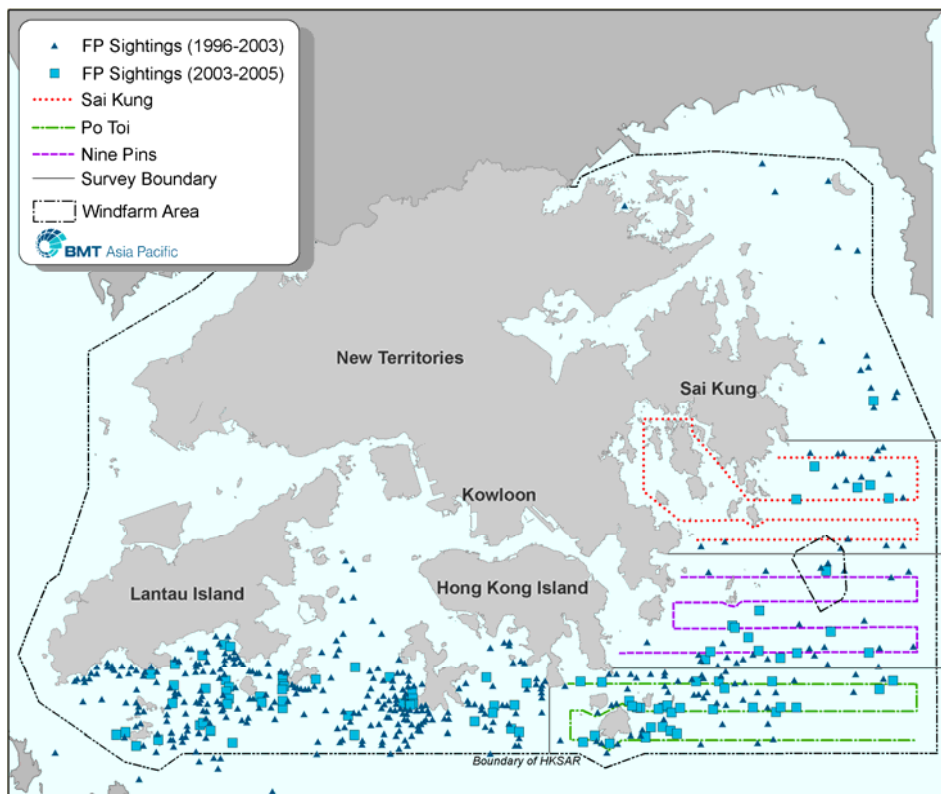 FP Sightings (1996-2003)
FP Sightings (2003-2005)
Sai Kung
Po Toi
Nine Pins
Survey Boundary
Windfarm Area
BMT Asia Pacific
New Territories
Sai Kung
Kowloon
Lantau Island
Hong Kong Island
Boundary of HKSAR